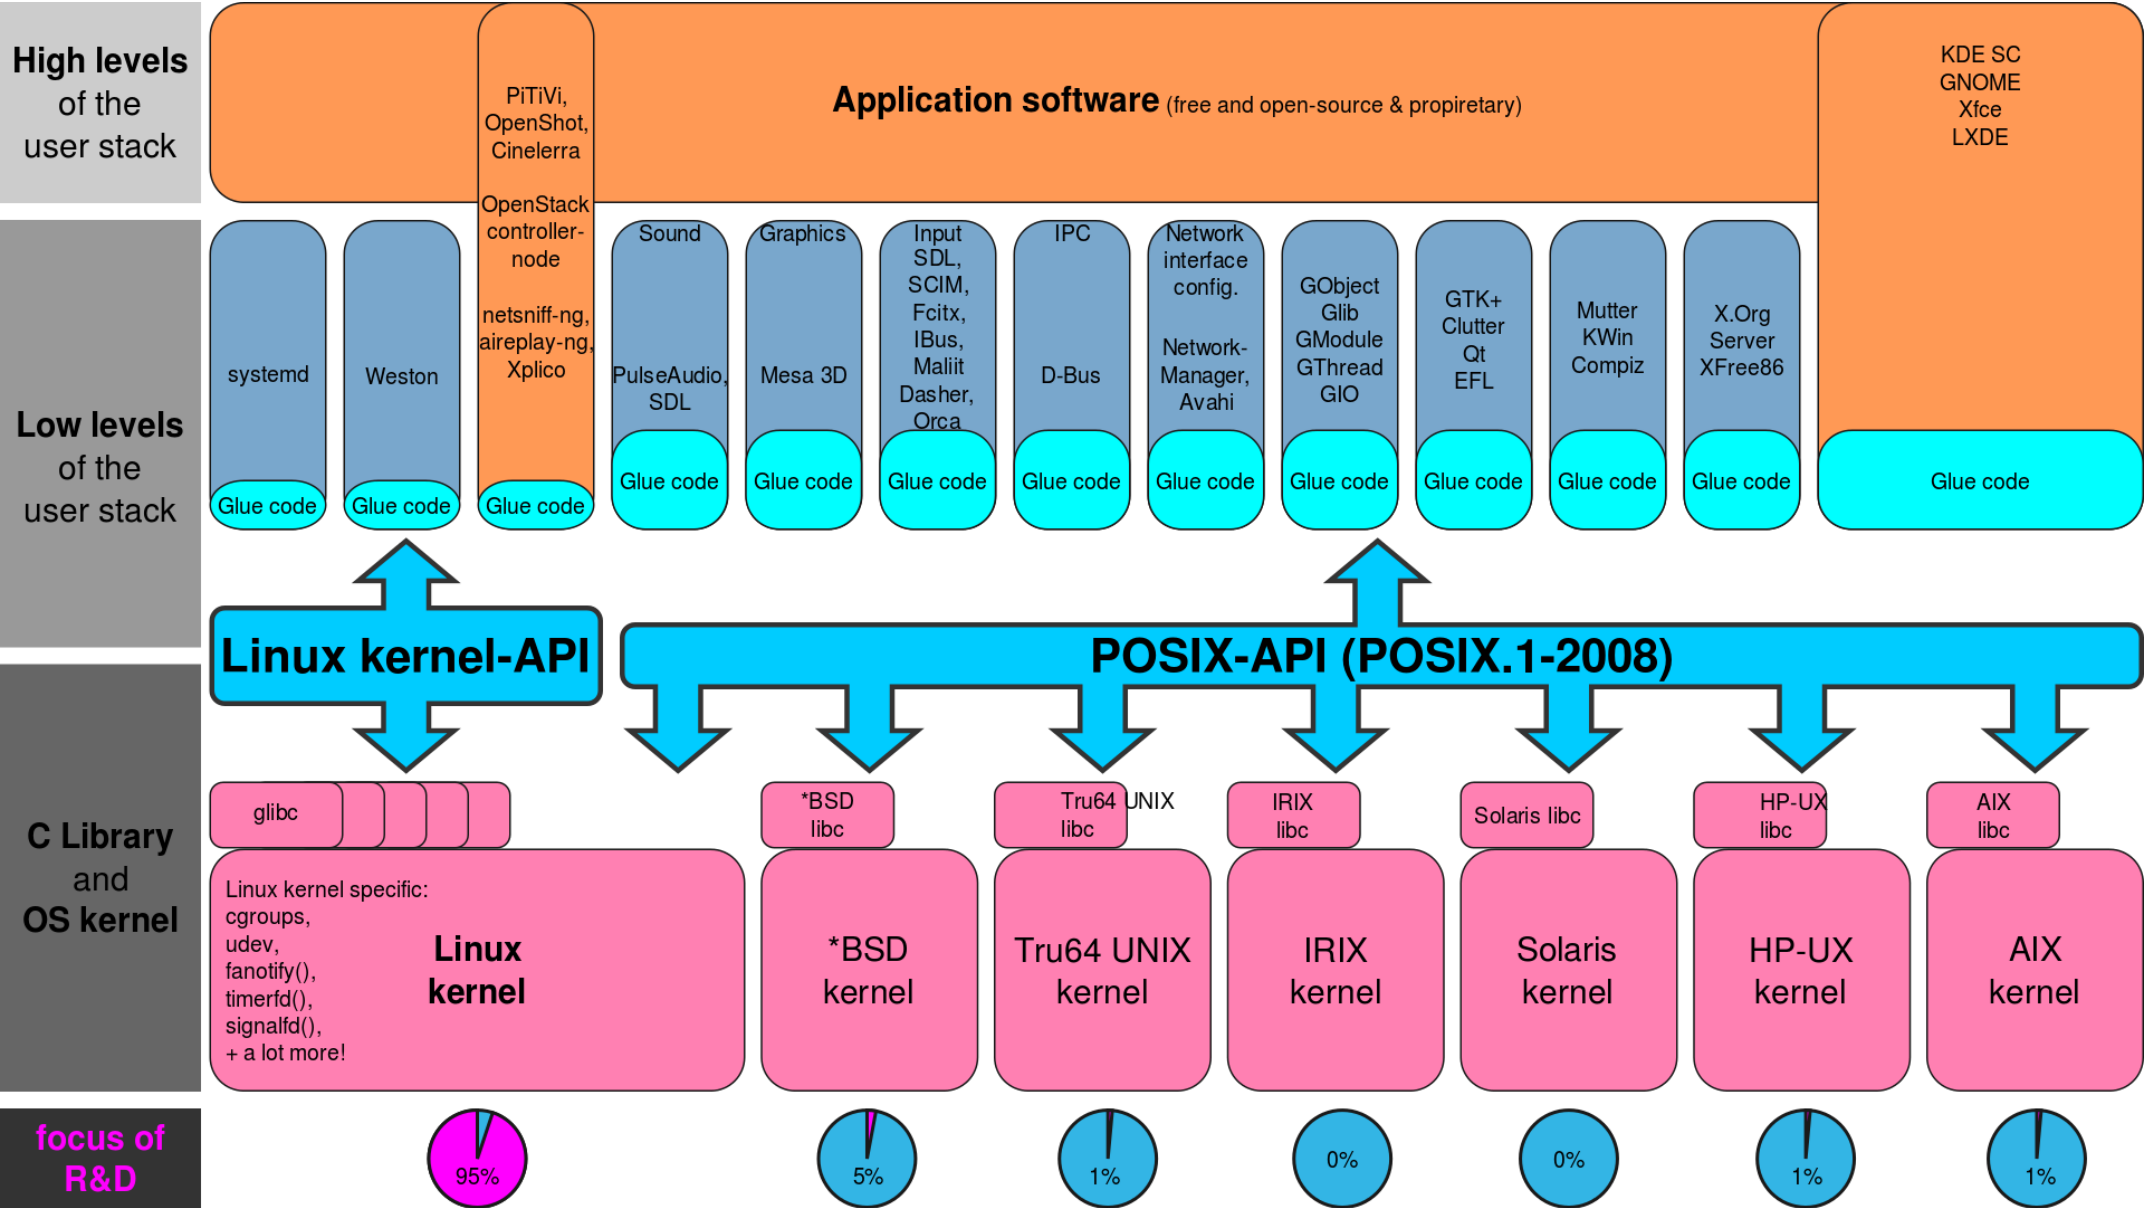 High levels
of the
user stack
PiTiVi,
OpenShot,
Cinelerra
OpenStack
controller-
node
netsniff-ng,
aireplay-ng,
Xplico
Application software (free and open-source & propiretary)
KDE SC
GNOME
Xfce
LXDE
Low levels
of the
user stack
systemd
Glue code
Weston
Glue code
Glue code
Sound
PulseAudio,
SDL
Glue code
Graphics
Mesa 3D
Glue code
Input
SDL,
SCIM,
Fcitx,
IBus,
Maliit
Dasher,
Orca
Glue code
IPC
D-Bus
Glue code
Network
interface
config.
Network-
Manager,
Avahi
Glue code
GObject
Glib
GModule
GThread
GIO
Glue code
GTK+
Clutter
Qt
EFL
Glue code
Mutter
KWin
Compiz
Glue code
X.Org
Server
XFree86
Glue code
Glue code
Linux kernel-API
POSIX-API (POSIX.1-2008)
C Library
and
OS kernel
glibc
*BSD
libc
Tru64 UNIX
libc
IRIX
libc
Solaris libc
HP-UX
libc
AIX
libc
Linux kernel specific:
cgroups,
udev,
fanotify(),
timerfd(),
signalfd(),
+ a lot more!
Linux
kernel
*BSD
kernel
Tru64 UNIX
kernel
IRIX
kernel
Solaris
kernel
HP-UX
kernel
AIX
kernel
focus of
R&D
95%
5%
1%
0%
0%
1%
1%